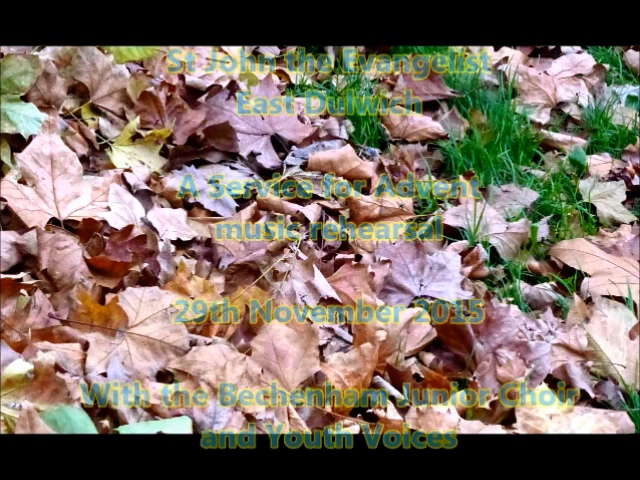 St John the Evangelist
East Dulwich
A Service for Advent
music rehearsal
29th November 2015
With the Bechenham Junior Choir
and Youth Voices